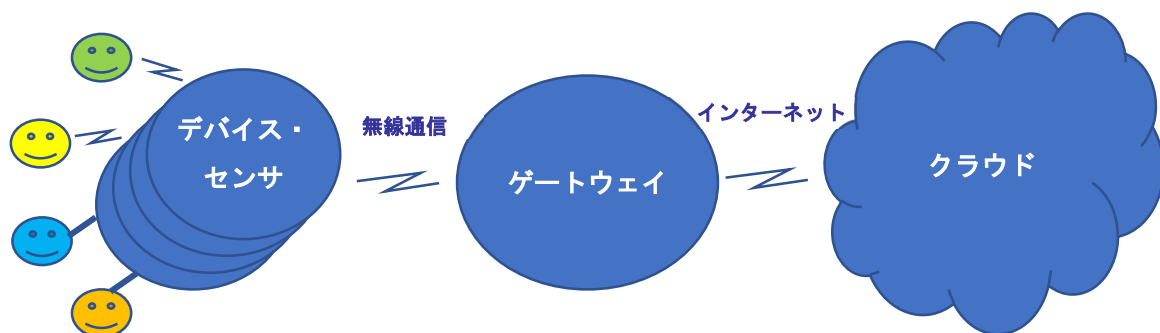 デバイス・
センサ
無線通信
ゲートウェイ
インターネット
クラウド